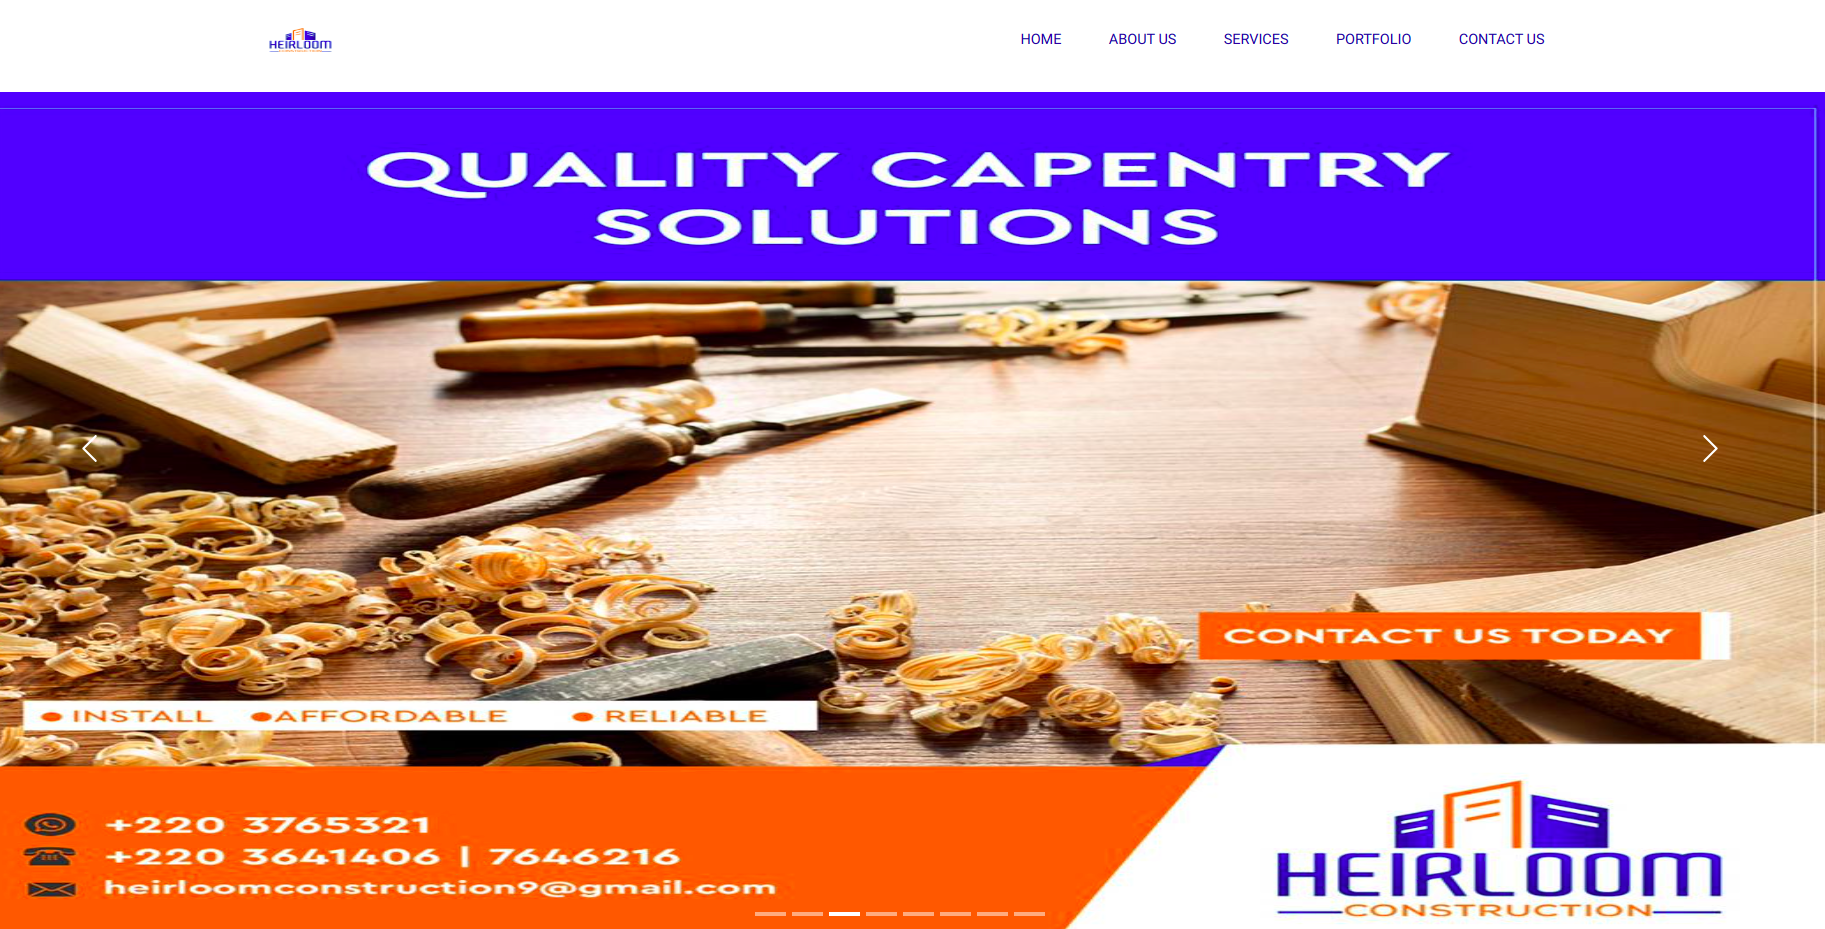 HEIRLOOM
HOME ABOUT US SERVICES PORTFOLIO CONTACT US
QUALITY CAPENTRY
SOLUTIONS
CONTACT US TODAY
● INSTALL ● AFFORDABLE ● RELIABLE
+220 3765321
+220 3641406 | 7646216
heirloomconstruction9@gmail.com
HEIRLOOM
CONSTRUCTION